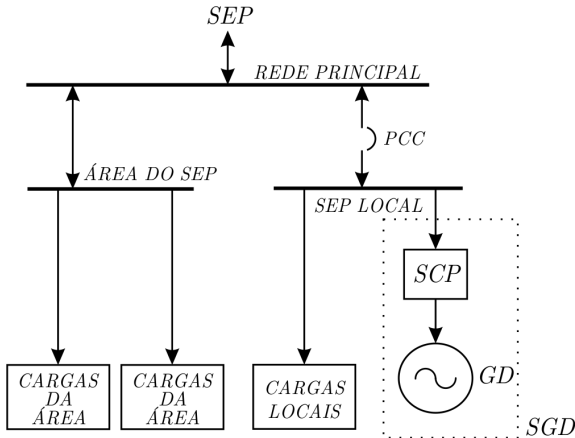 SEP
REDE PRINCIPAL
PCC
ÁREA DO SEP
SEP LOCAL
SCP
GD
CARGAS
DA
ÁREA
CARGAS
DA
ÁREA
CARGAS
LOCAIS
SGD